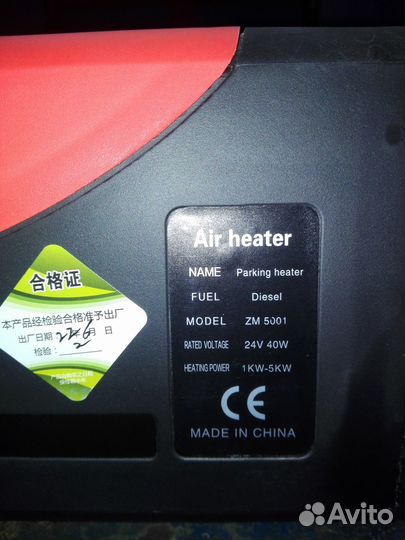 Air heater
NAME Parking heater
FUEL Diesel
MODEL ZM 5001
RATED VOLTAGE 24V 40W
HEATING POWER 1KW-5KW
CE
MADE IN CHINA
合格证
本产品经检验合格准予出厂
出厂日期 月 日
检验:
Avito